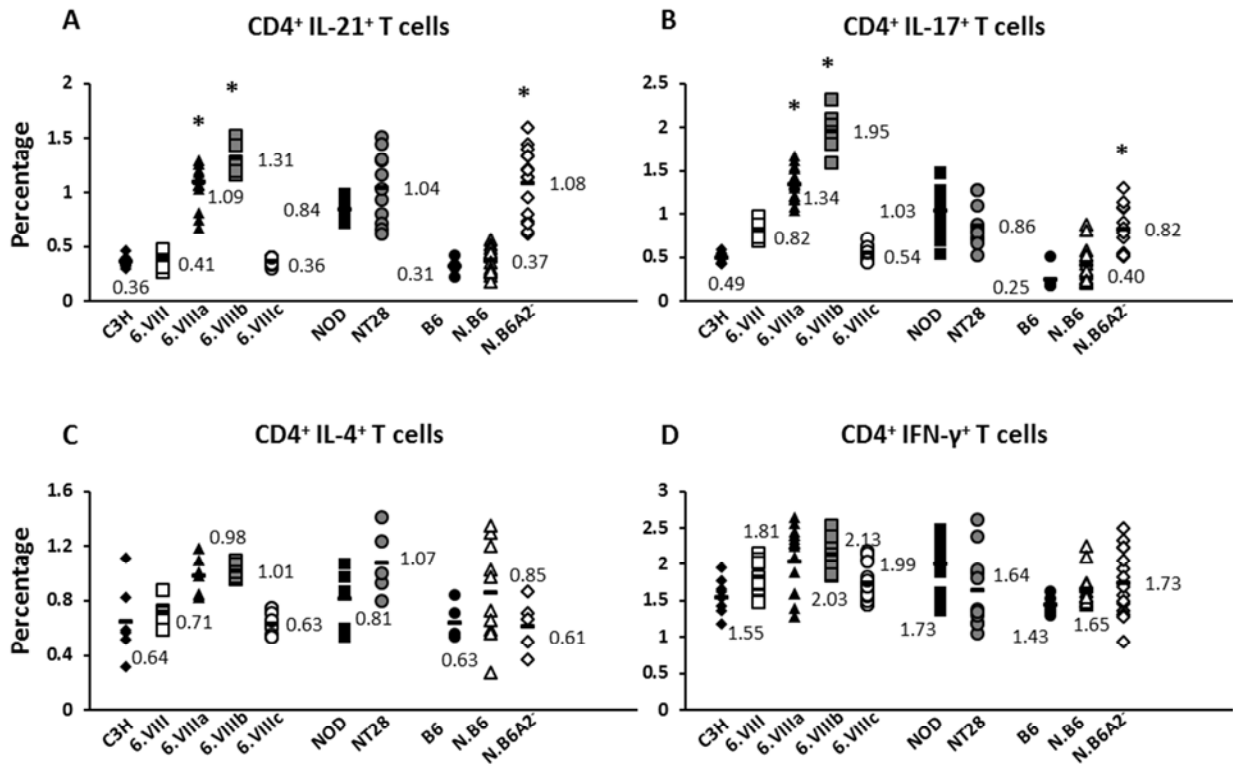 A
CD4⁺ IL-21⁺ T cells
Percentage
2
1.5
1
0.5
0
*
*
*
0.36
0.41
1.09
1.31
0.36
0.84
1.04
0.31
0.37
1.08
C3H
6.VIII
6.VIIIa
6.VIIIb
6.VIIIc
NOD
NT28
B6
N.B6
N.B6A2⁻
B
CD4⁺ IL-17⁺ T cells
2.5
2
1.5
1
0.5
0
*
*
*
0.49
0.82
1.34
1.95
0.54
1.03
0.86
0.25
0.40
0.82
C3H
6.VIII
6.VIIIa
6.VIIIb
6.VIIIc
NOD
NT28
B6
N.B6
N.B6A2⁻
C
CD4⁺ IL-4⁺ T cells
Percentage
1.6
1.2
0.8
0.4
0
0.64
0.71
0.98
1.01
0.63
0.81
1.07
0.63
0.85
0.61
C3H
6.VIII
6.VIIIa
6.VIIIb
6.VIIIc
NOD
NT28
B6
N.B6
N.B6A2⁻
D
CD4⁺ IFN-γ⁺ T cells
3
2.5
2
1.5
1
0.5
0
1.55
1.81
2.03
2.13
1.99
1.73
1.64
1.43
1.65
1.73
C3H
6.VIII
6.VIIIa
6.VIIIb
6.VIIIc
NOD
NT28
B6
N.B6
N.B6A2⁻